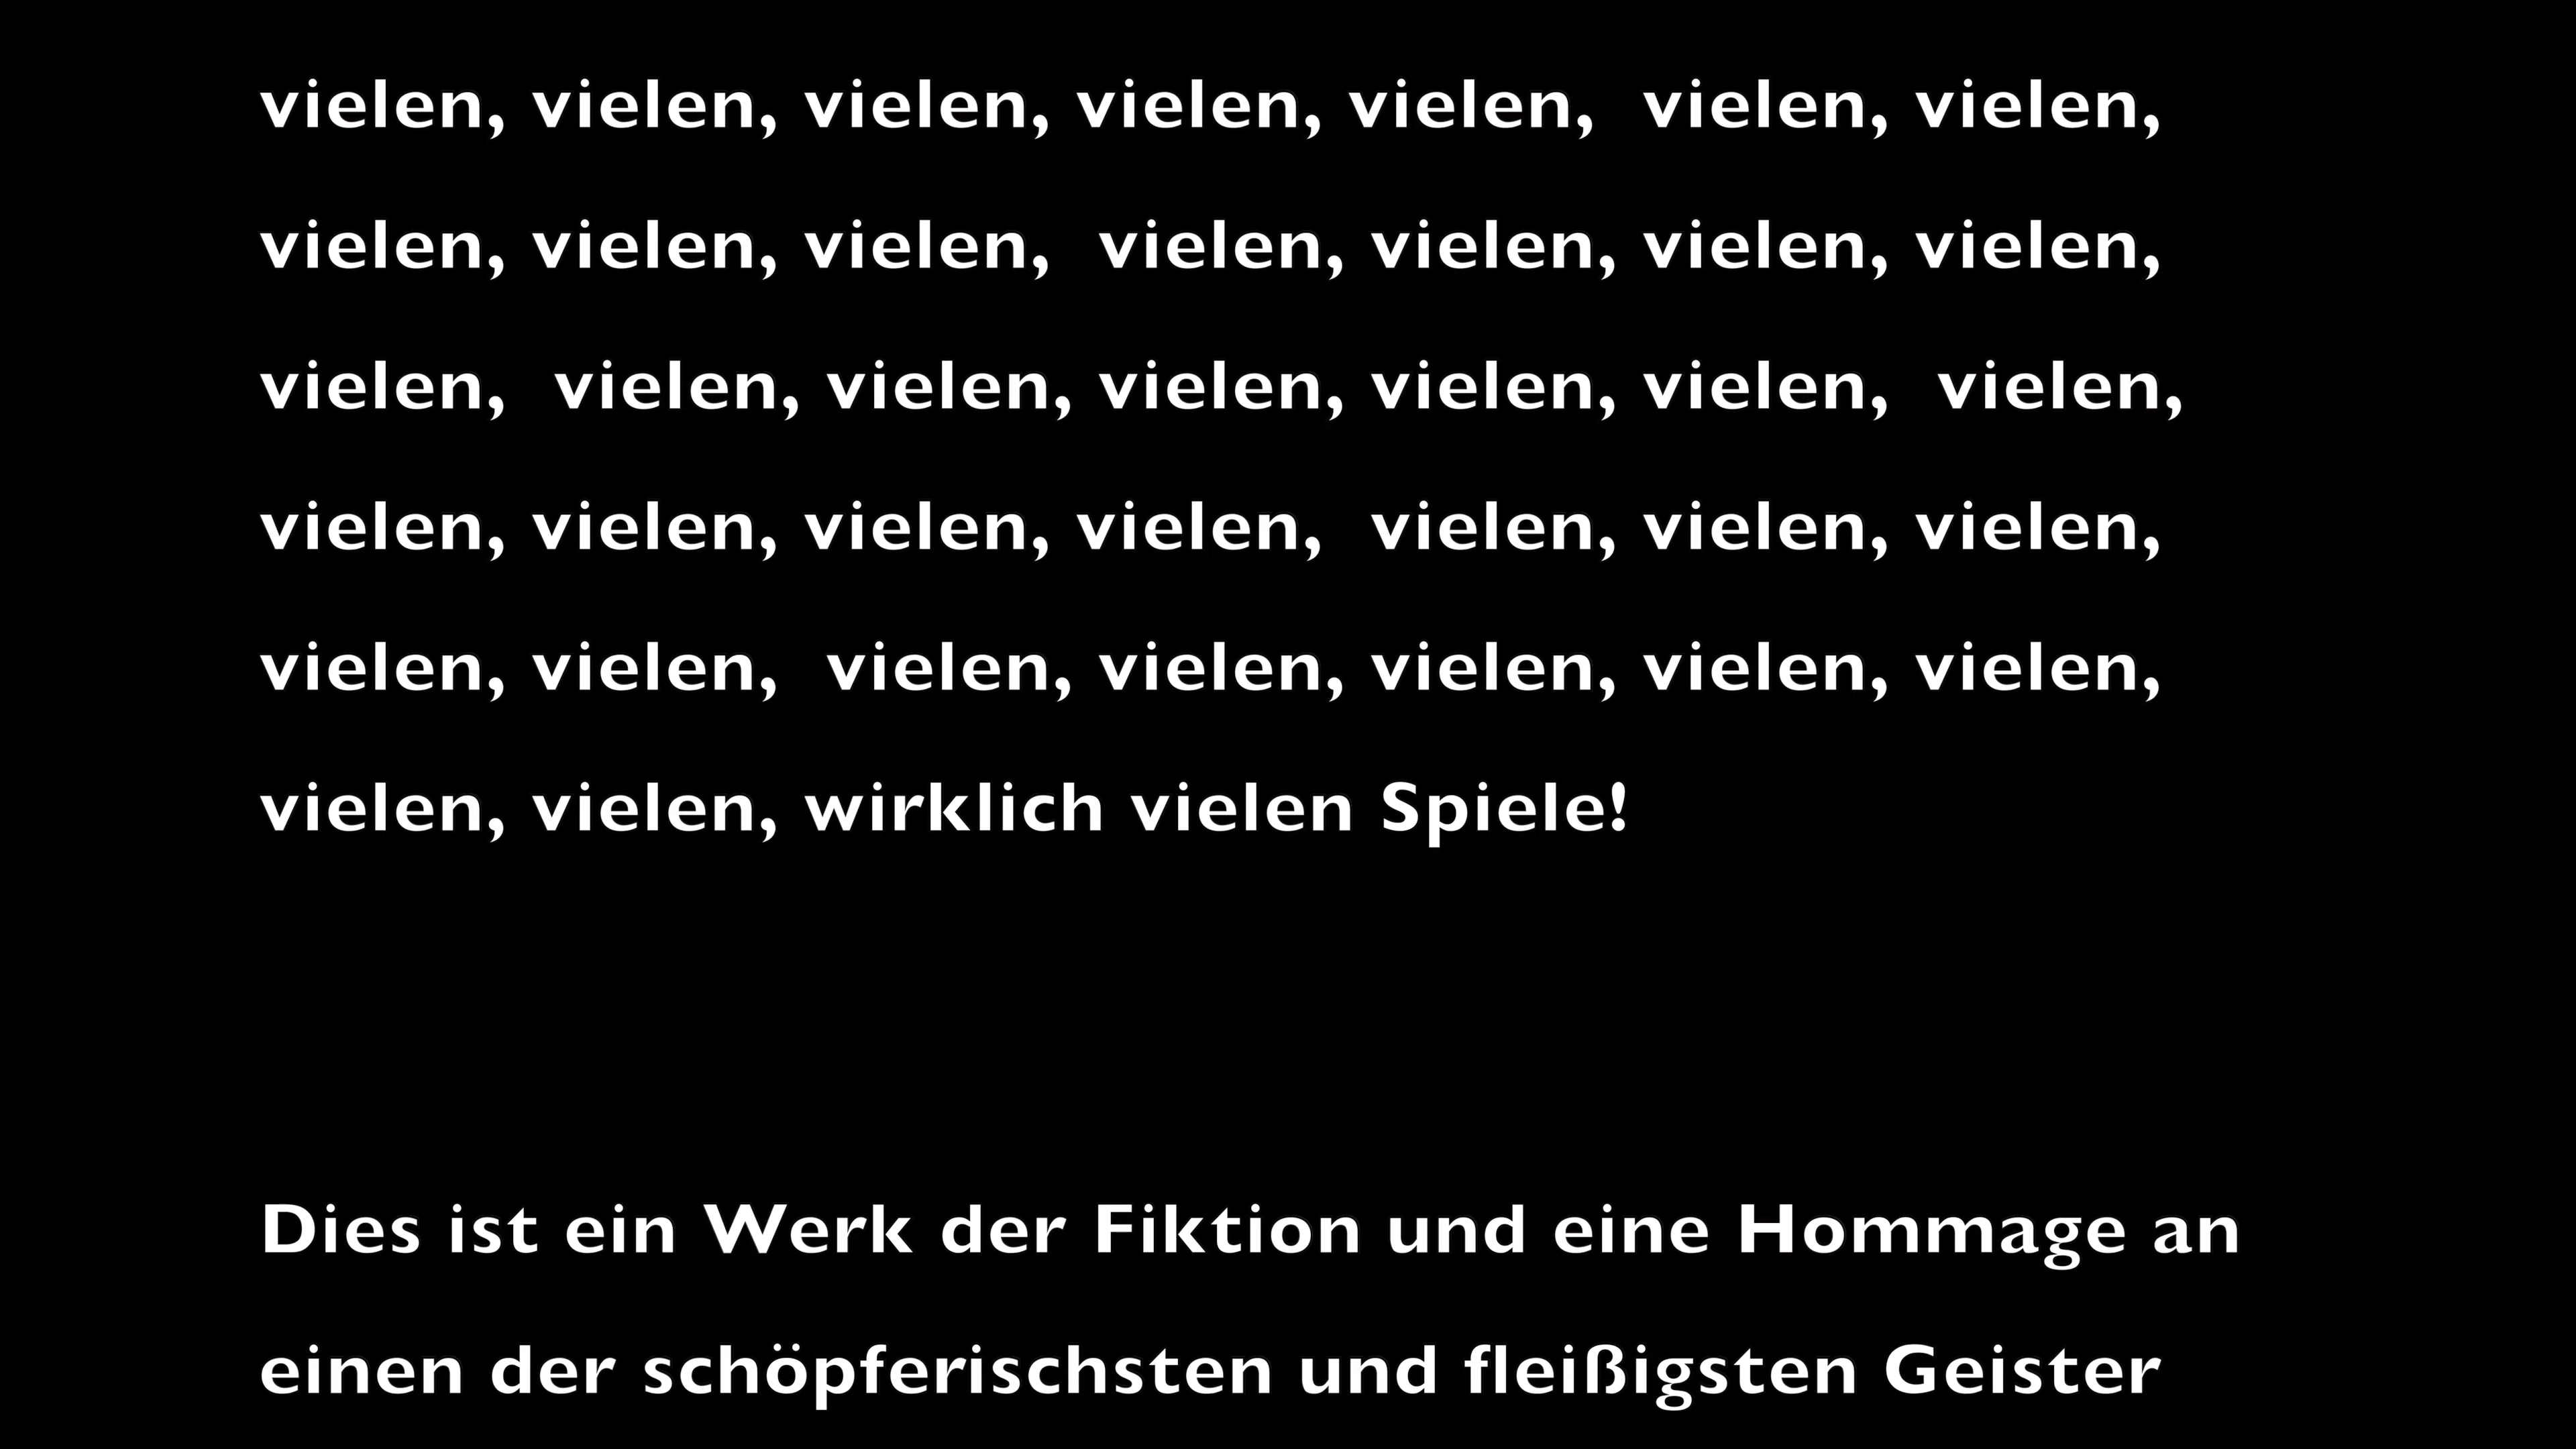 vielen, vielen, vielen, vielen, vielen,  vielen, vielen,
vielen, vielen, vielen,  vielen, vielen, vielen, vielen,
vielen,  vielen, vielen, vielen, vielen, vielen,  vielen,
vielen, vielen, vielen, vielen,  vielen, vielen, vielen,
vielen, vielen,  vielen, vielen, vielen, vielen, vielen,
vielen, vielen, wirklich vielen Spiele!
Dies ist ein Werk der Fiktion und eine Hommage an
einen der schöpferischsten und fleißigsten Geister